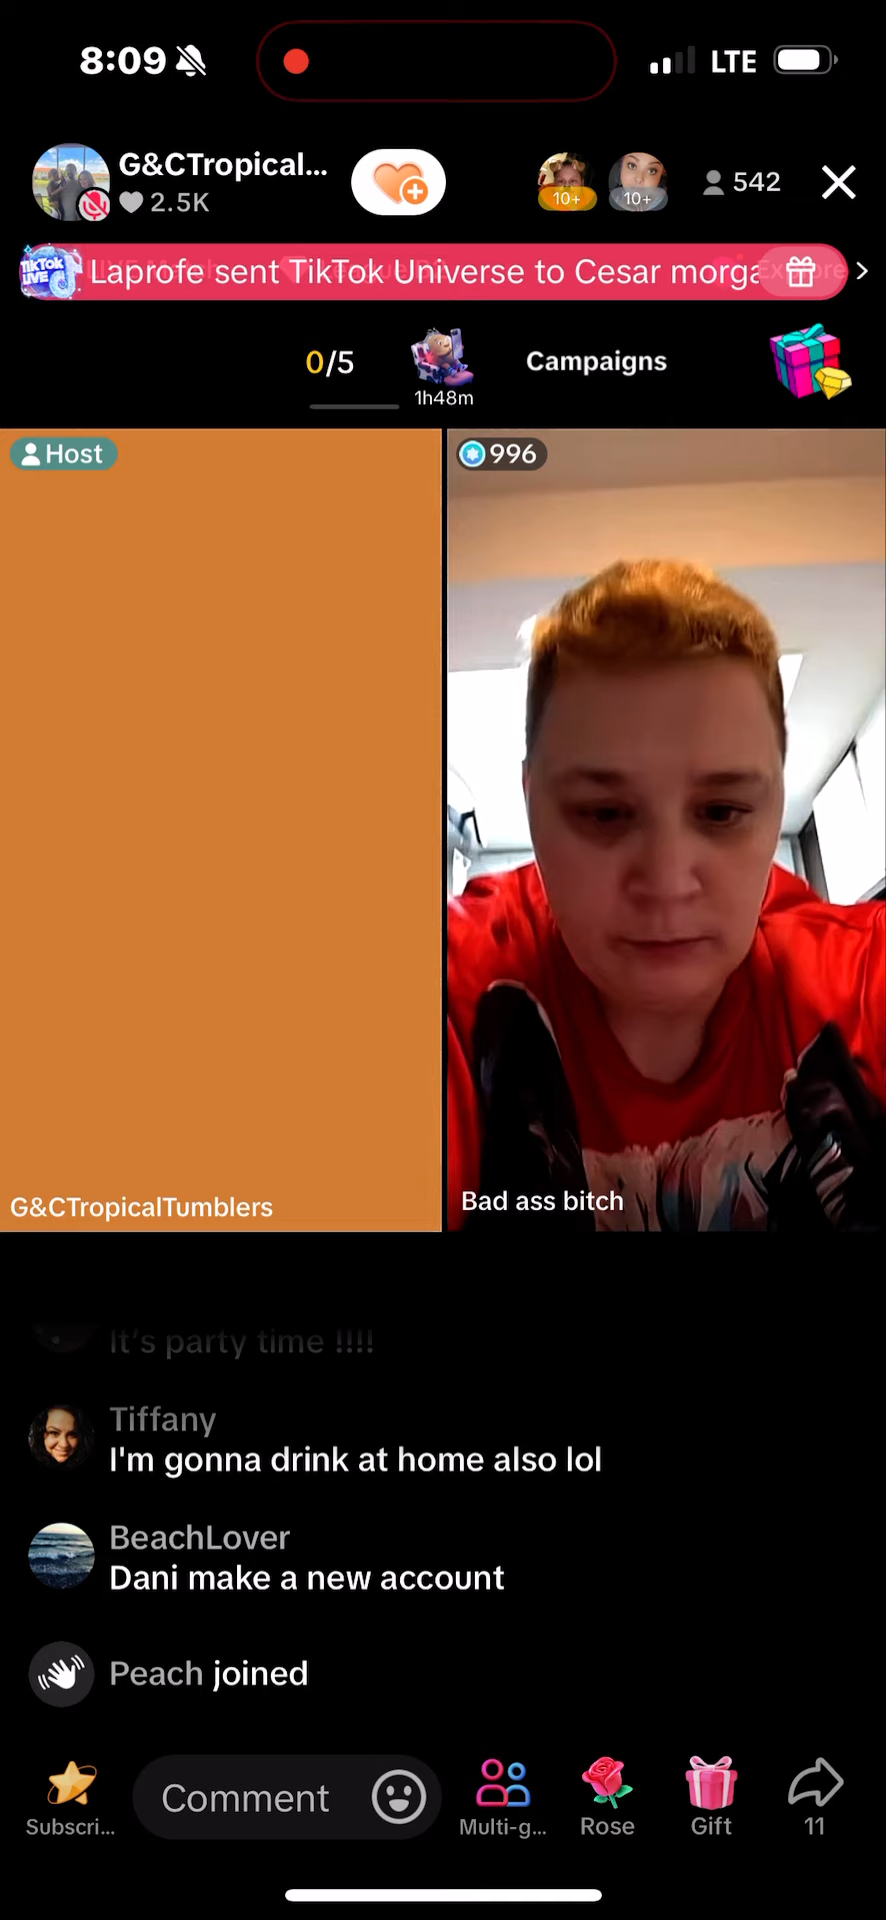 8:09
LTE
G&CTropical...
2.5K
10+
10+
542
TikTok
LIVE
Laprofe sent TikTok Universe to Cesar morga
0/5
1h48m
Campaigns
Host
996
G&CTropicalTumblers
Bad ass bitch
It's party time !!!!
Tiffany
I'm gonna drink at home also lol
BeachLover
Dani make a new account
Peach joined
Subscri...
Comment
Multi-g...
Rose
Gift
11